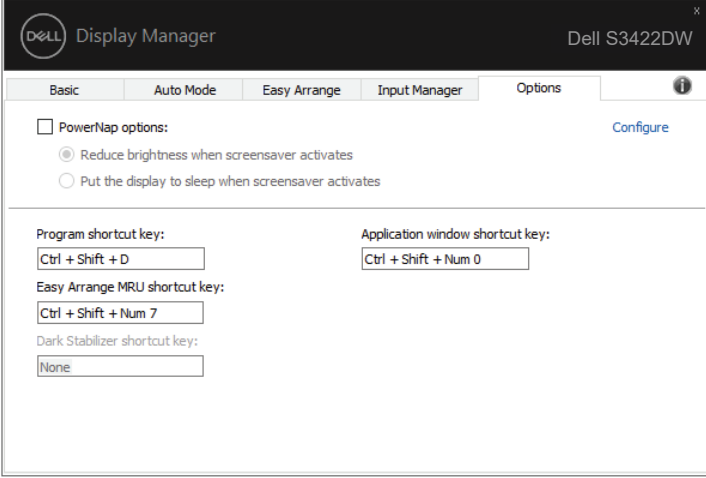 x
DELL Display Manager
Dell S3422DW
Basic Auto Mode Easy Arrange Input Manager Options i
PowerNap options: Configure
Reduce brightness when screensaver activates
Put the display to sleep when screensaver activates
Program shortcut key: Application window shortcut key:
Ctrl + Shift + D Ctrl + Shift + Num 0
Easy Arrange MRU shortcut key:
Ctrl + Shift + Num 7
Dark Stabilizer shortcut key:
None